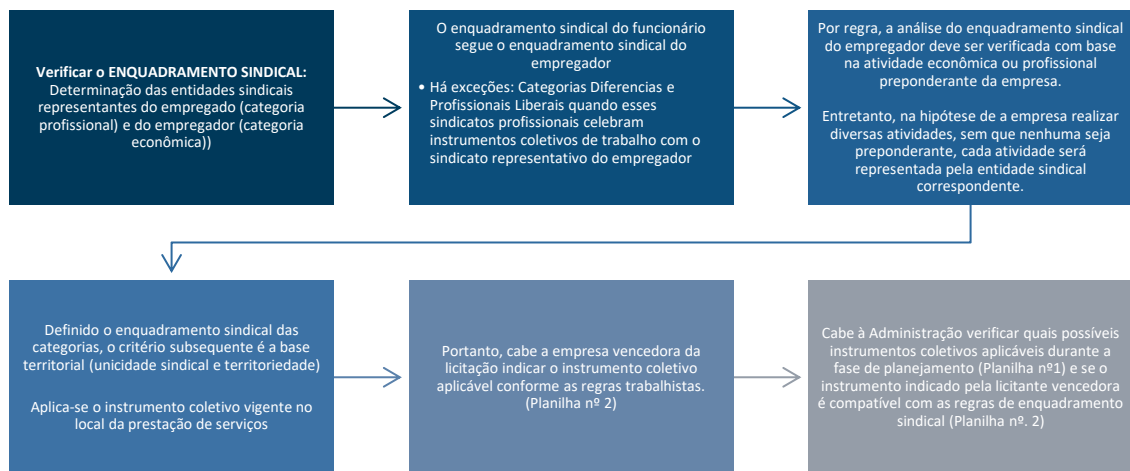 Verificar o ENQUADRAMENTO SINDICAL:
Determinação das entidades sindicais
representantes do empregado (categoria
profissional) e do empregador (categoria
econômica))
O enquadramento sindical do funcionário
segue o enquadramento sindical do
empregador
• Há exceções: Categorias Diferencias e
Profissionais Liberais quando esses
sindicatos profissionais celebram
instrumentos coletivos de trabalho com o
sindicato representativo do empregador
Por regra, a análise do enquadramento sindical
do empregador deve ser verificada com base
na atividade econômica ou profissional
preponderante da empresa.
Entretanto, na hipótese de a empresa realizar
diversas atividades, sem que nenhuma seja
preponderante, cada atividade será
representada pela entidade sindical
correspondente.
Definido o enquadramento sindical das
categorias, o critério subsequente é a base
territorial (unicidade sindical e territoriedade)
Aplica-se o instrumento coletivo vigente no
local da prestação de serviços
Portanto, cabe a empresa vencedora da
licitação indicar o instrumento coletivo
aplicável conforme as regras trabalhistas.
(Planilha nº 2)
Cabe à Administração verificar quais possíveis
instrumentos coletivos aplicáveis durante a
fase de planejamento (Planilha nº1) e se o
instrumento indicado pela licitante vencedora
é compatível com as regras de enquadramento
sindical (Planilha nº. 2)